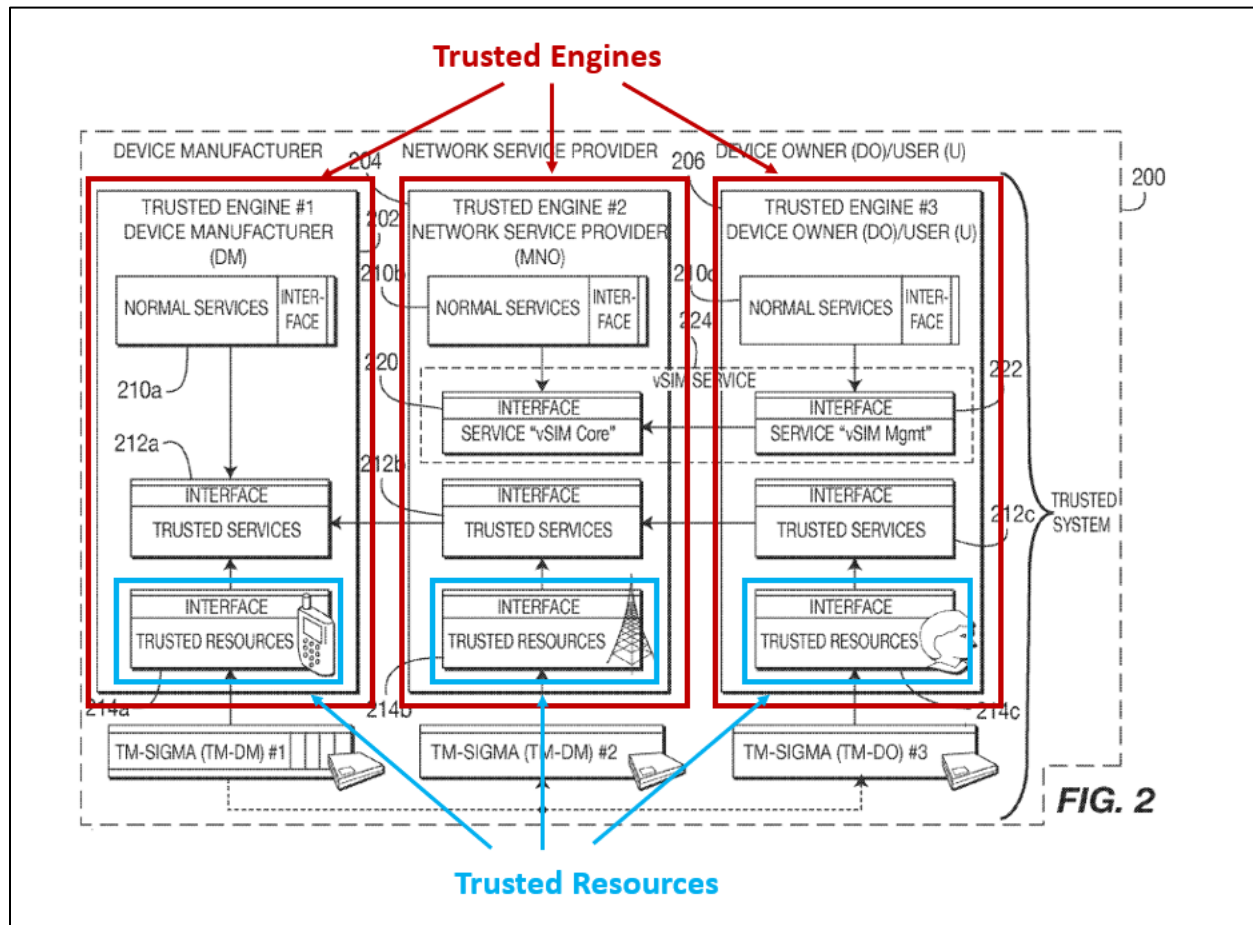 Trusted Engines
DEVICE MANUFACTURER
NETWORK SERVICE PROVIDER
DEVICE OWNER (DO)/USER (U)
204
206
200
TRUSTED ENGINE #1
DEVICE MANUFACTURER
(DM)
202
TRUSTED ENGINE #2
NETWORK SERVICE PROVIDER
(MNO)
TRUSTED ENGINE #3
DEVICE OWNER (DO)/USER (U)
210b
210c
NORMAL SERVICES
INTER-
FACE
NORMAL SERVICES
INTER-
FACE
NORMAL SERVICES
INTER-
FACE
224
210a
220
vSIM SERVICE
222
INTERFACE
SERVICE "vSIM Core"
INTERFACE
SERVICE "vSIM Mgmt"
212a
212b
INTERFACE
TRUSTED SERVICES
INTERFACE
TRUSTED SERVICES
INTERFACE
TRUSTED SERVICES
212c
TRUSTED
SYSTEM
INTERFACE
TRUSTED RESOURCES
INTERFACE
TRUSTED RESOURCES
INTERFACE
TRUSTED RESOURCES
214a
214b
214c
TM-SIGMA (TM-DM) #1
TM-SIGMA (TM-DM) #2
TM-SIGMA (TM-DO) #3
FIG. 2
Trusted Resources